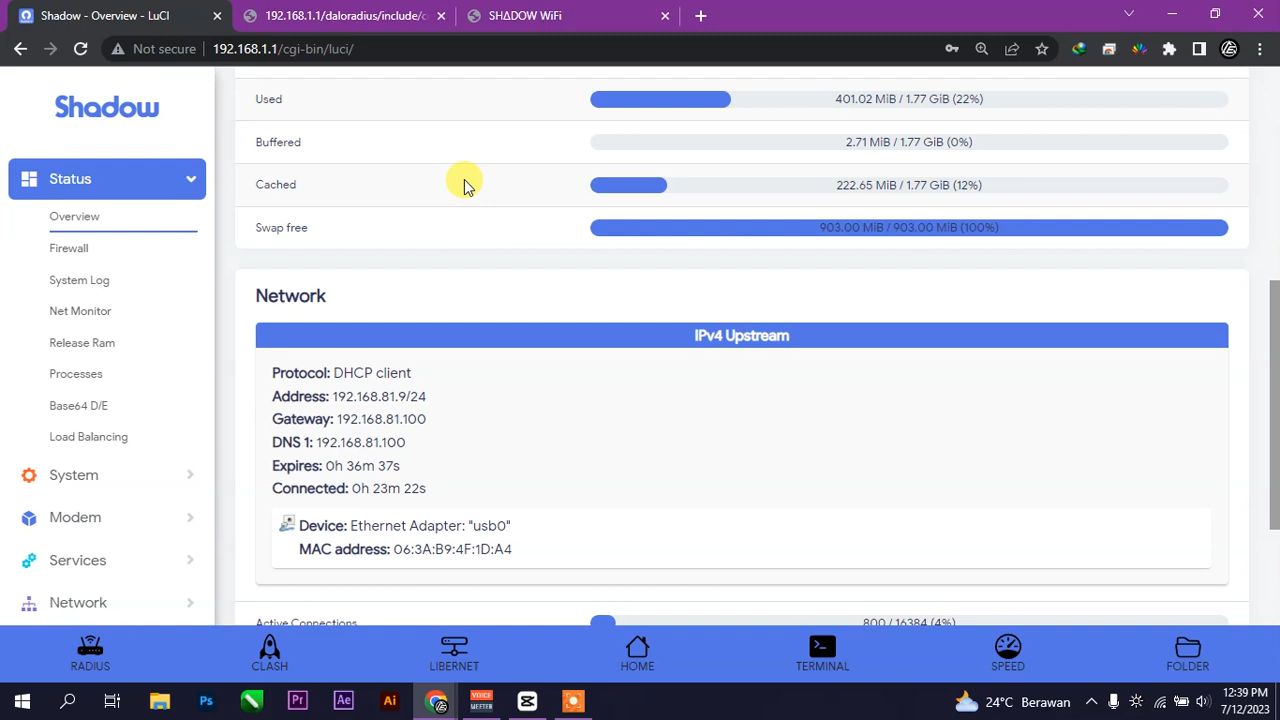 Shadow - Overview - LuCI
192.168.1.1/daloradius/include/c
SHΔDOW WiFi
Not secure
192.168.1.1/cgi-bin/luci/
Shadow
Status
Overview
Firewall
System Log
Net Monitor
Release Ram
Processes
Base64 D/E
Load Balancing
System
Modem
Services
Network
Used
401.02 MiB / 1.77 GiB (22%)
Buffered
2.71 MiB / 1.77 GiB (0%)
Cached
222.65 MiB / 1.77 GiB (12%)
Swap free
903.00 MiB / 903.00 MiB (100%)
Network
IPv4 Upstream
Protocol: DHCP client
Address: 192.168.81.9/24
Gateway: 192.168.81.100
DNS 1: 192.168.81.100
Expires: 0h 36m 37s
Connected: 0h 23m 22s
Device: Ethernet Adapter: "usb0"
MAC address: 06:3A:B9:4F:1D:A4
Active Connections
800 / 16384 (4%)
RADIUS
CLASH
LIBERNET
HOME
TERMINAL
SPEED
FOLDER
Ps
Pr
Ae
Ai
VOICE
MEETER
24°C Berawan
12:39 PM
7/12/2023